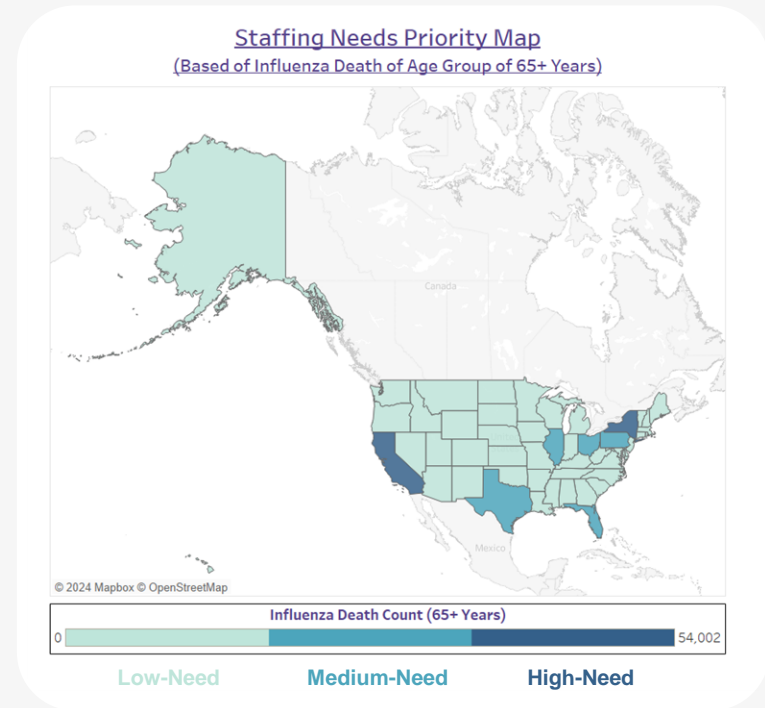 Staffing Needs Priority Map
(Based of Influenza Death of Age Group of 65+ Years)
Canada
Mexico
© 2024 Mapbox © OpenStreetMap
Influenza Death Count (65+ Years)
0 54,002
Low-Need Medium-Need High-Need